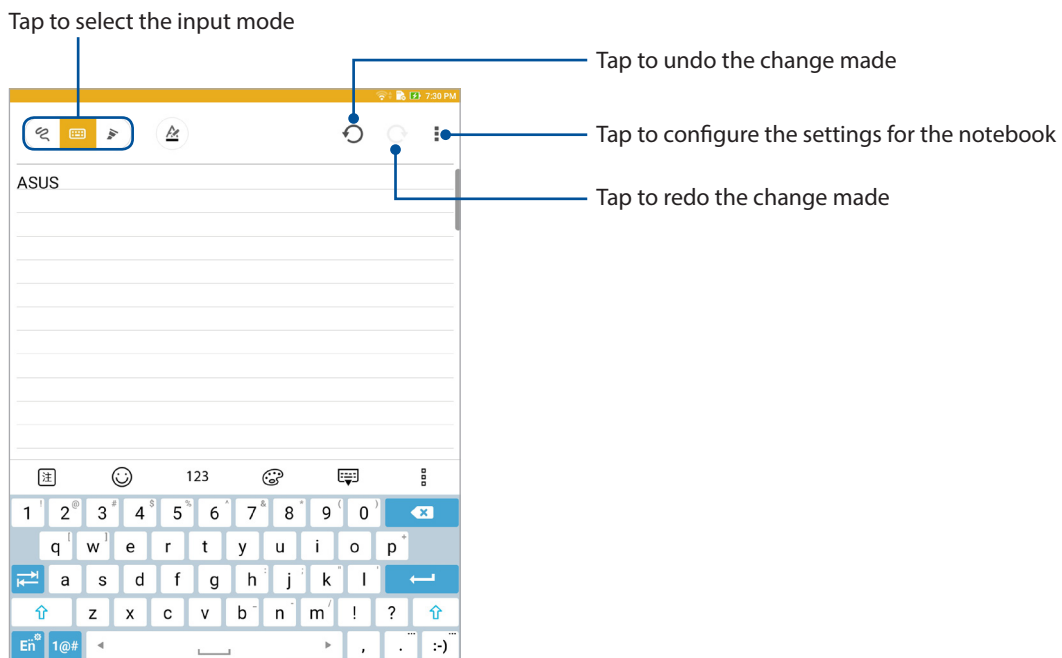 Tap to select the input mode
Tap to undo the change made
7:30 PM
Tap to configure the settings for the notebook
Tap to redo the change made
ASUS
注 123
1 ! 2 @ 3 # 4 $ 5 % 6 ^ 7 & 8 * 9 ( 0 )
q [ w ] e r t y u i o p +
a s d f g h : j ; k " l '
z x c v b - n - m / ! ?
En 1@# , . ... :-) ...